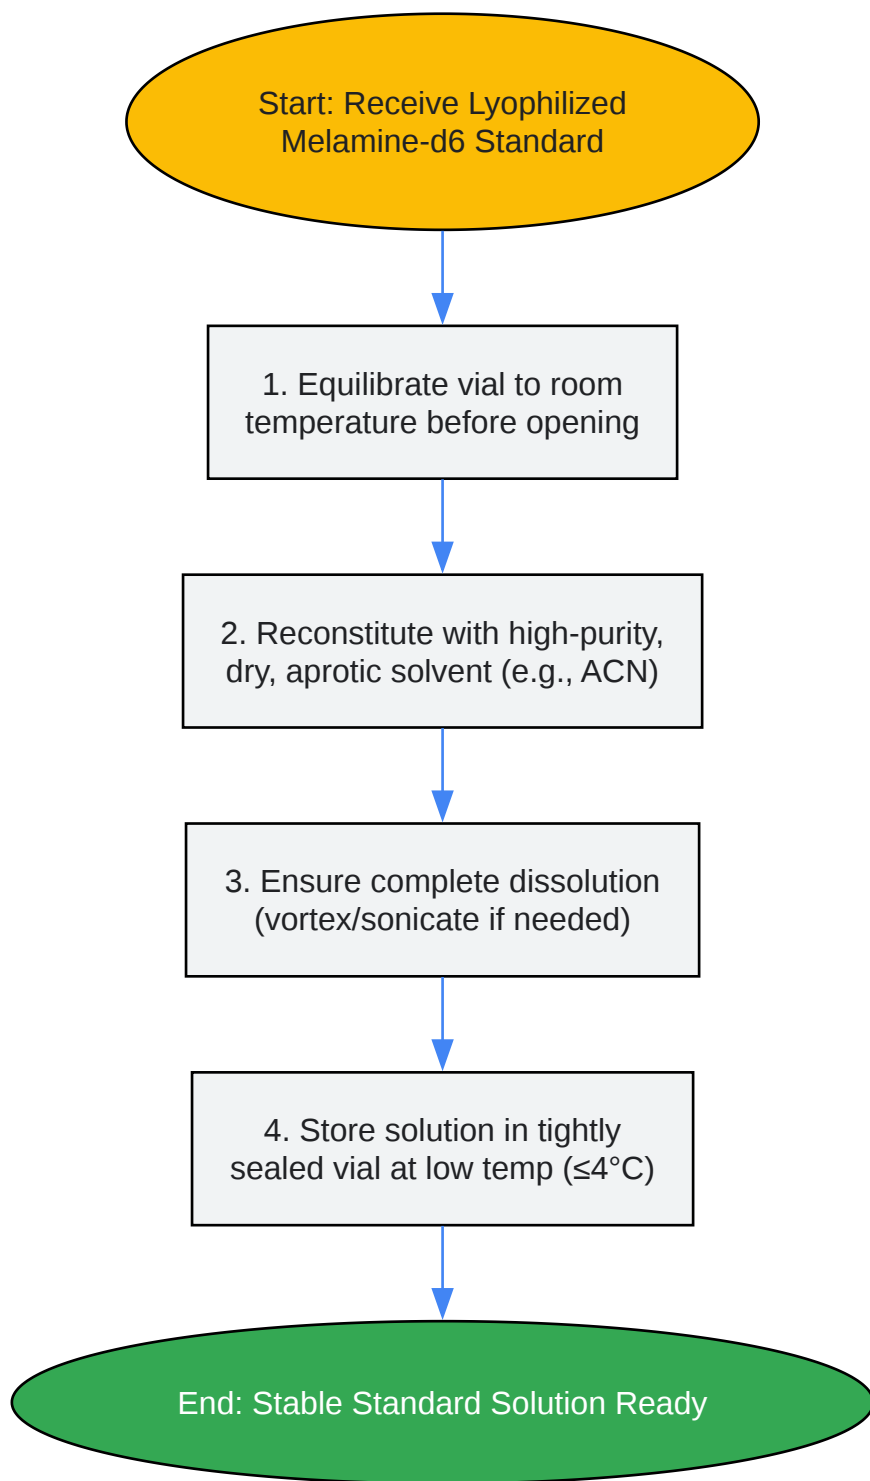 Start: Receive Lyophilized
Melamine-d6 Standard
1. Equilibrate vial to room
temperature before opening
2. Reconstitute with high-purity,
dry, aprotic solvent (e.g., ACN)
3. Ensure complete dissolution
(vortex/sonicate if needed)
4. Store solution in tightly
sealed vial at low temp (≤4°C)
End: Stable Standard Solution Ready